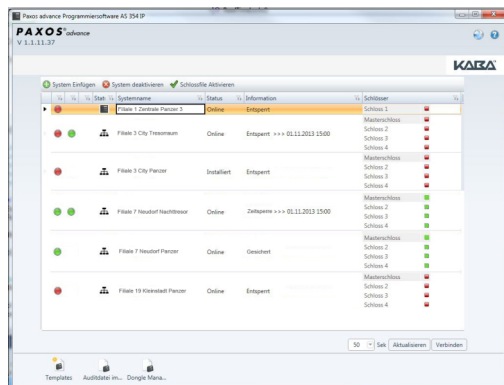 Paxos advance Programmiersoftware AS 354 IP
PAXOS® advance
V 1.1.11.37
KABA®
System Einfügen System deaktivieren Schlossfile Aktivieren
Stat: Systemname Status Information Schlösser
Filiale 1 Zentrale Panzer 3 Online Entsperrt Schloss 1
Masterschloss
Filiale 3 City Tresorraum Online Entsperrt >>> 01.11.2013 15:00 Schloss 2
Schloss 3
Schloss 4
Masterschloss
Filiale 3 City Panzer Installiert Entsperrt Schloss 2
Schloss 3
Schloss 4
Masterschloss
Filiale 7 Neudorf Nachttresor Online Zeitsperre >>> 01.11.2013 15:00 Schloss 2
Schloss 3
Schloss 4
Masterschloss
Filiale 7 Neudorf Panzer Online Gesichert Schloss 2
Schloss 3
Schloss 4
Masterschloss
Filiale 19 Kleinstadt Panzer Online Entsperrt Schloss 2
Schloss 3
Schloss 4
50 Sek Aktualisieren Verbinden
Templates Auditdatei im... Dongle Mana...